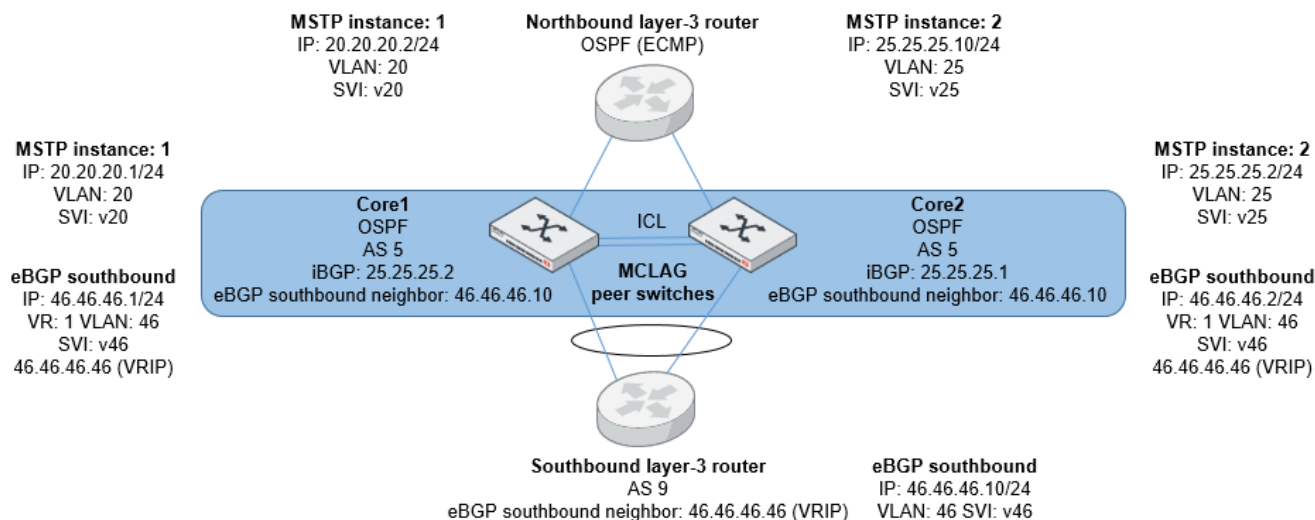 MSTP instance: 1
IP: 20.20.20.2/24
VLAN: 20
SVI: v20
Northbound layer-3 router
OSPF (ECMP)
MSTP instance: 2
IP: 25.25.25.10/24
VLAN: 25
SVI: v25
MSTP instance: 1
IP: 20.20.20.1/24
VLAN: 20
SVI: v20
MSTP instance: 2
IP: 25.25.25.2/24
VLAN: 25
SVI: v25
Core1
OSPF
AS 5
iBGP: 25.25.25.2
eBGP southbound neighbor: 46.46.46.10
ICL
MCLAG
peer switches
Core2
OSPF
AS 5
iBGP: 25.25.25.1
eBGP southbound neighbor: 46.46.46.10
eBGP southbound
IP: 46.46.46.1/24
VR: 1 VLAN: 46
SVI: v46
46.46.46.46 (VRIP)
eBGP southbound
IP: 46.46.46.2/24
VR: 1 VLAN: 46
SVI: v46
46.46.46.46 (VRIP)
Southbound layer-3 router
AS 9
eBGP southbound neighbor: 46.46.46.46 (VRIP)
eBGP southbound
IP: 46.46.46.10/24
VLAN: 46 SVI: v46